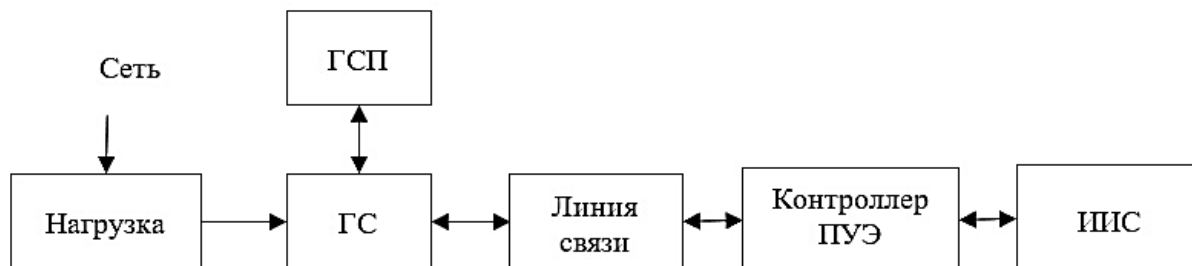 ГСП
Сеть
Нагрузка
ГС
Линия
связи
Контроллер
ПУЭ
ИИС